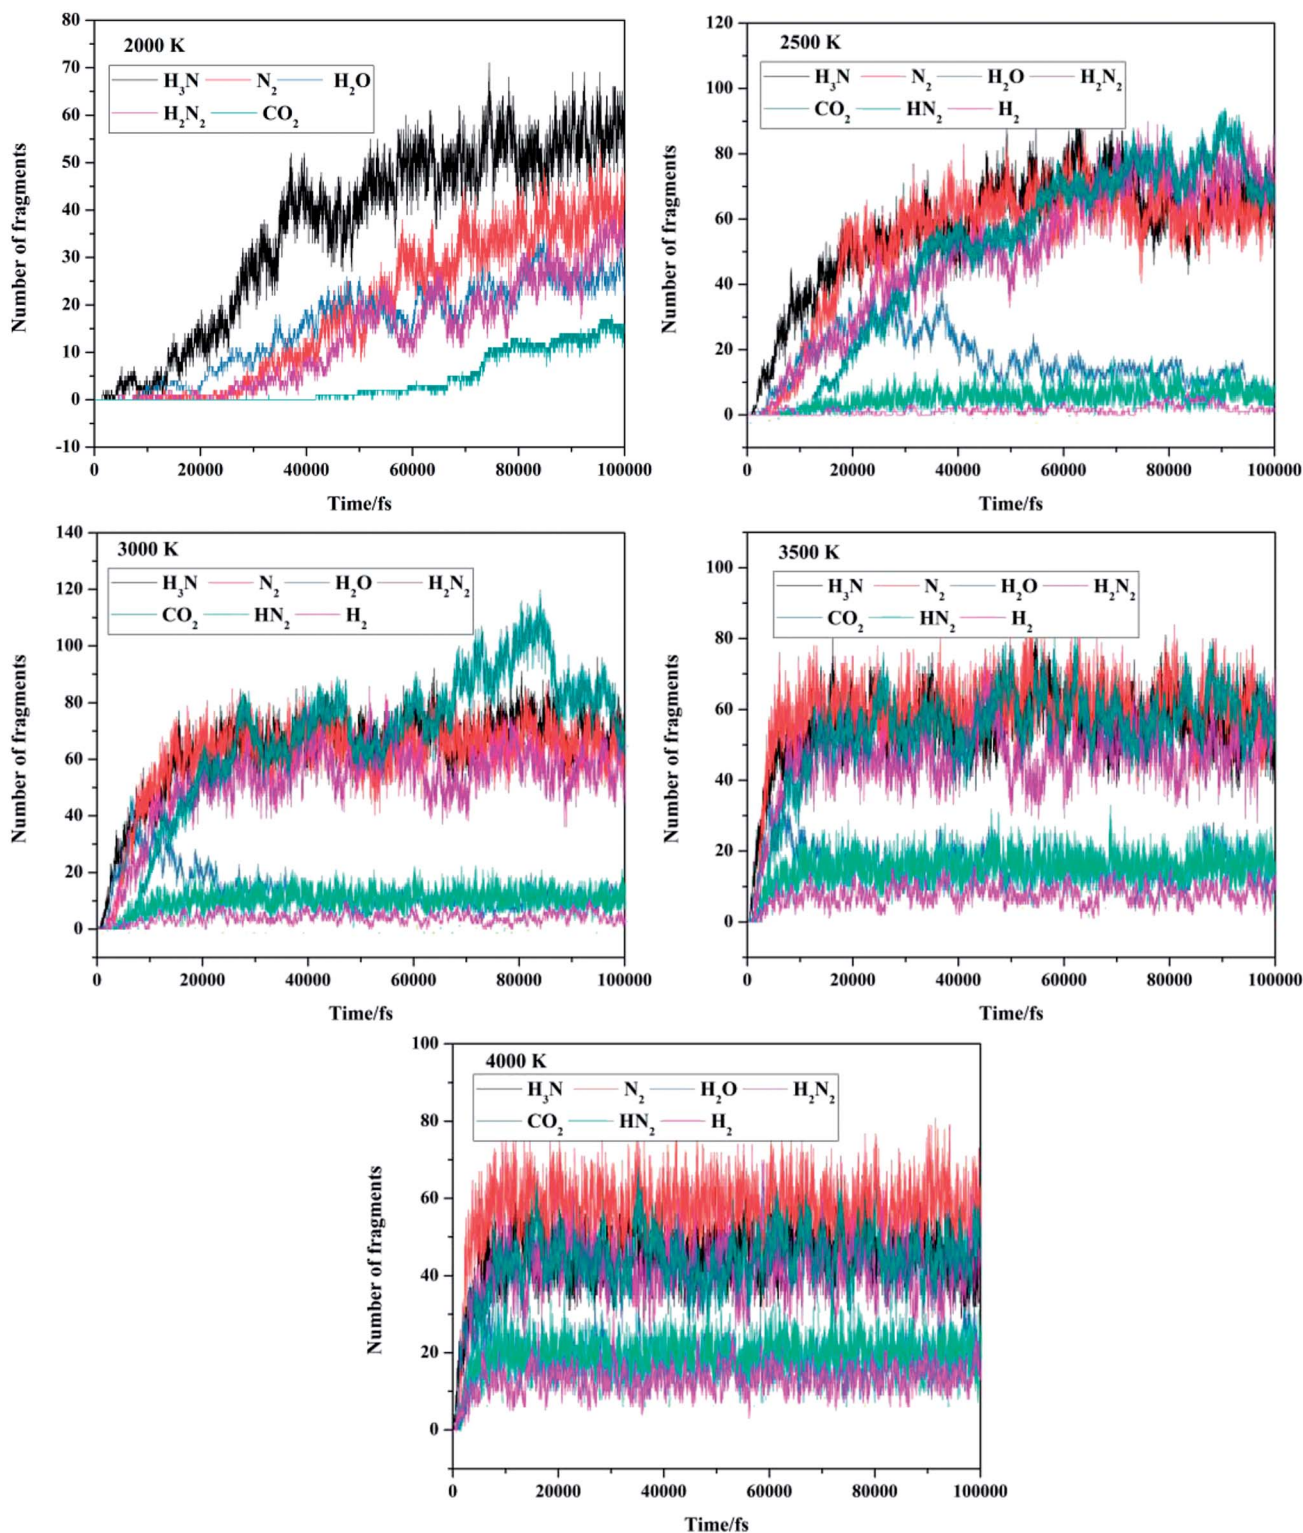 2000 K
H₃N N₂ H₂O
H₂N₂ CO₂
80
70
60
50
40
30
20
10
0
-10
Number of fragments
0 20000 40000 60000 80000 100000
Time/fs
2500 K
H₃N N₂ H₂O H₂N₂
CO₂ HN₂ H₂
120
100
80
60
40
20
0
Number of fragments
0 20000 40000 60000 80000 100000
Time/fs
3000 K
H₃N N₂ H₂O H₂N₂
CO₂ HN₂ H₂
140
120
100
80
60
40
20
0
Number of fragments
0 20000 40000 60000 80000 100000
Time/fs
3500 K
H₃N N₂ H₂O H₂N₂
CO₂ HN₂ H₂
100
80
60
40
20
0
Number of fragments
0 20000 40000 60000 80000 100000
Time/fs
4000 K
H₃N N₂ H₂O H₂N₂
CO₂ HN₂ H₂
100
80
60
40
20
0
Number of fragments
0 20000 40000 60000 80000 100000
Time/fs